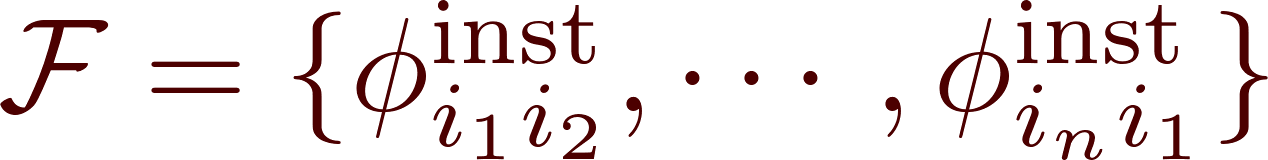 $\mathcal{F} = \{\phi^{\text{inst}}_{i_1 i_2}, \cdots, \phi^{\text{inst}}_{i_n i_1}\}$